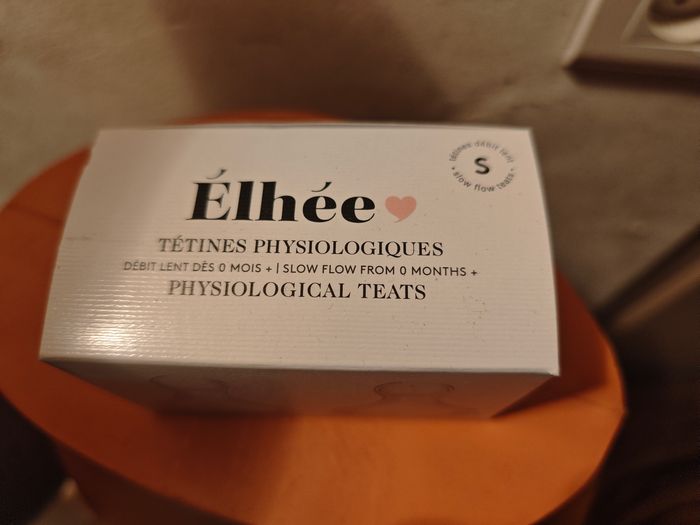 Élhée
TÉTINES PHYSIOLOGIQUES
DÉBIT LENT DÈS 0 MOIS + | SLOW FLOW FROM 0 MONTHS +
PHYSIOLOGICAL TEATS
tétines débit lent
S
slow flow teats